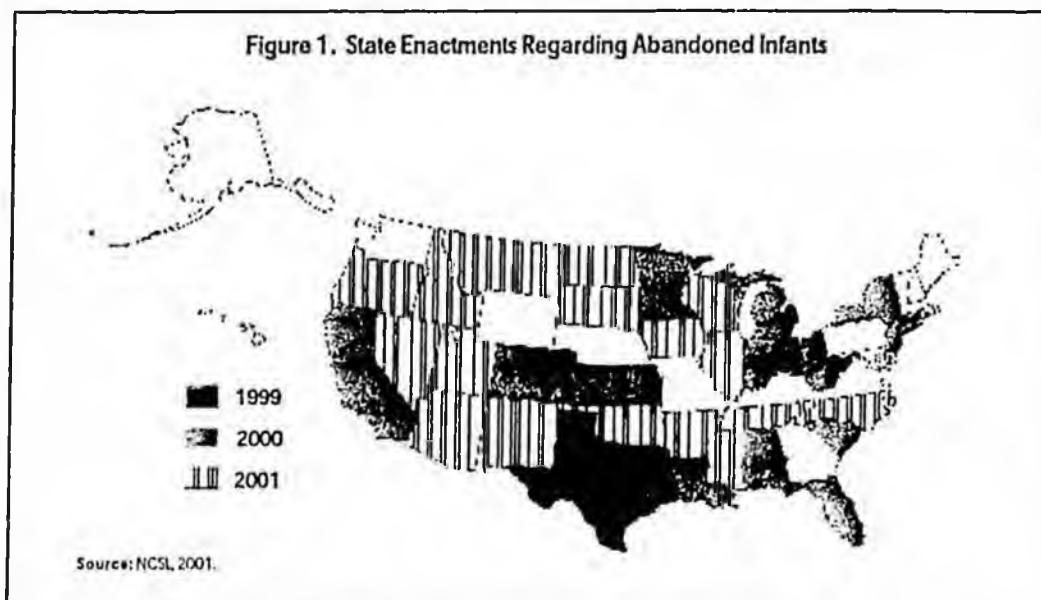 Figure 1. State Enactments Regarding Abandoned Infants
1999
2000
2001
Source: NCSL, 2001.